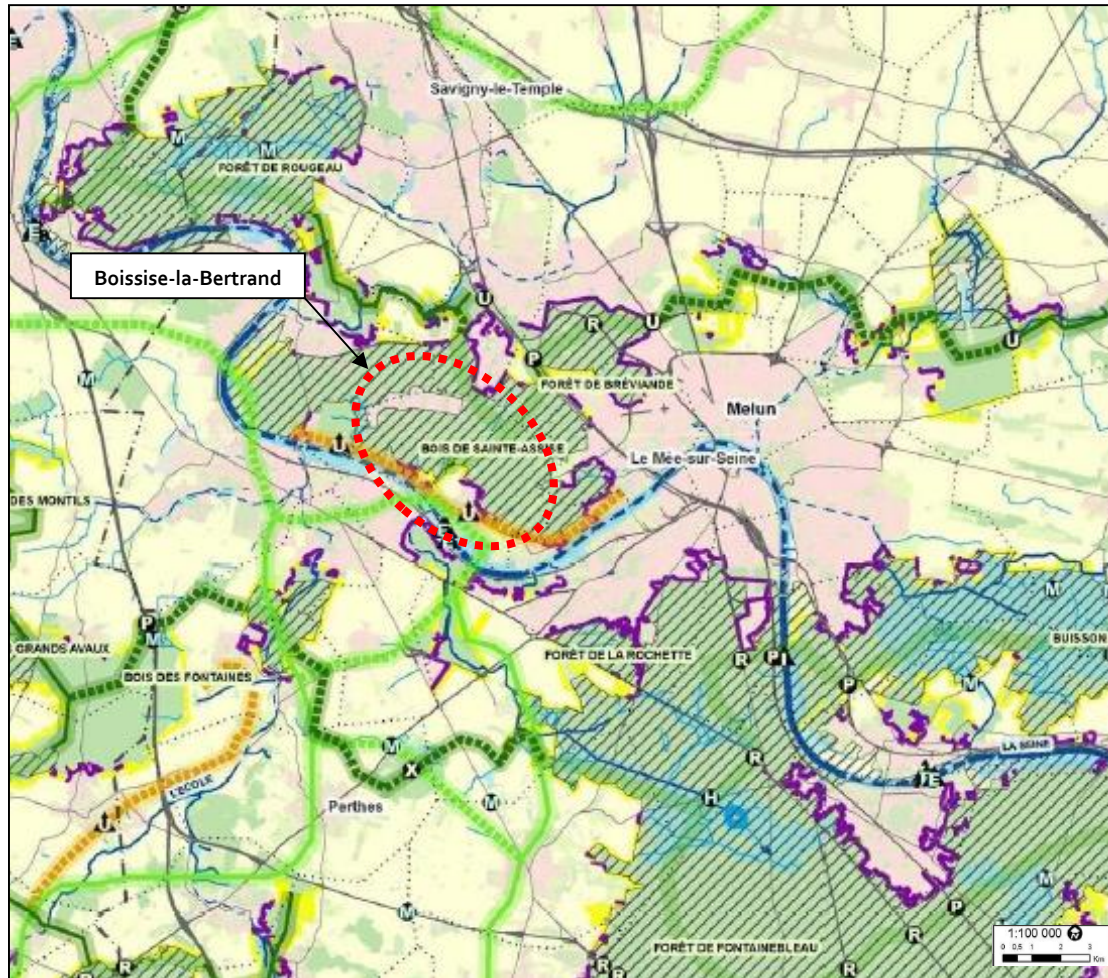 Savigny-le-Temple
M
M
FORÊT DE ROUGEAU
E
Boissise-la-Bertrand
U
R
U
U
P
M
FORÊT DE BRÉVIANDE
Melun
U
BOIS DE SAINTE-ASSISE
Le Mée-sur-Seine
DES MONTILS
U
E
M
P
M
GRANDS AVAUX
FORÊT DE LA ROCHETTE
BUISSON
R
P
BOIS DES FONTAINES
P
M
LA SEINE
M
R
X
E
L'ECOLE
Perthes
M
H
U
M
M
P
R
R
R
FORÊT DE FONTAINEBLEAU
1:100 000 N
0 0,5 1 2 3
Km